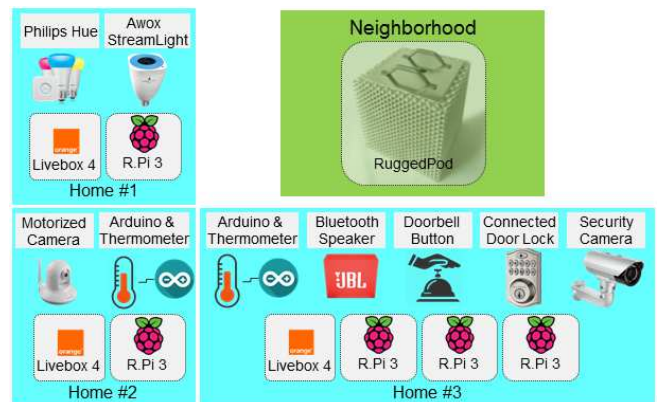 Philips Hue
Awox
StreamLight
orange
Livebox 4
R.Pi 3
Home #1
Neighborhood
RuggedPod
Motorized
Camera
Arduino &
Thermometer
orange
Livebox 4
R.Pi 3
Home #2
Arduino &
Thermometer
Bluetooth
Speaker
Doorbell
Button
Connected
Door Lock
Security
Camera
JBL
orange
Livebox 4
R.Pi 3
R.Pi 3
R.Pi 3
Home #3